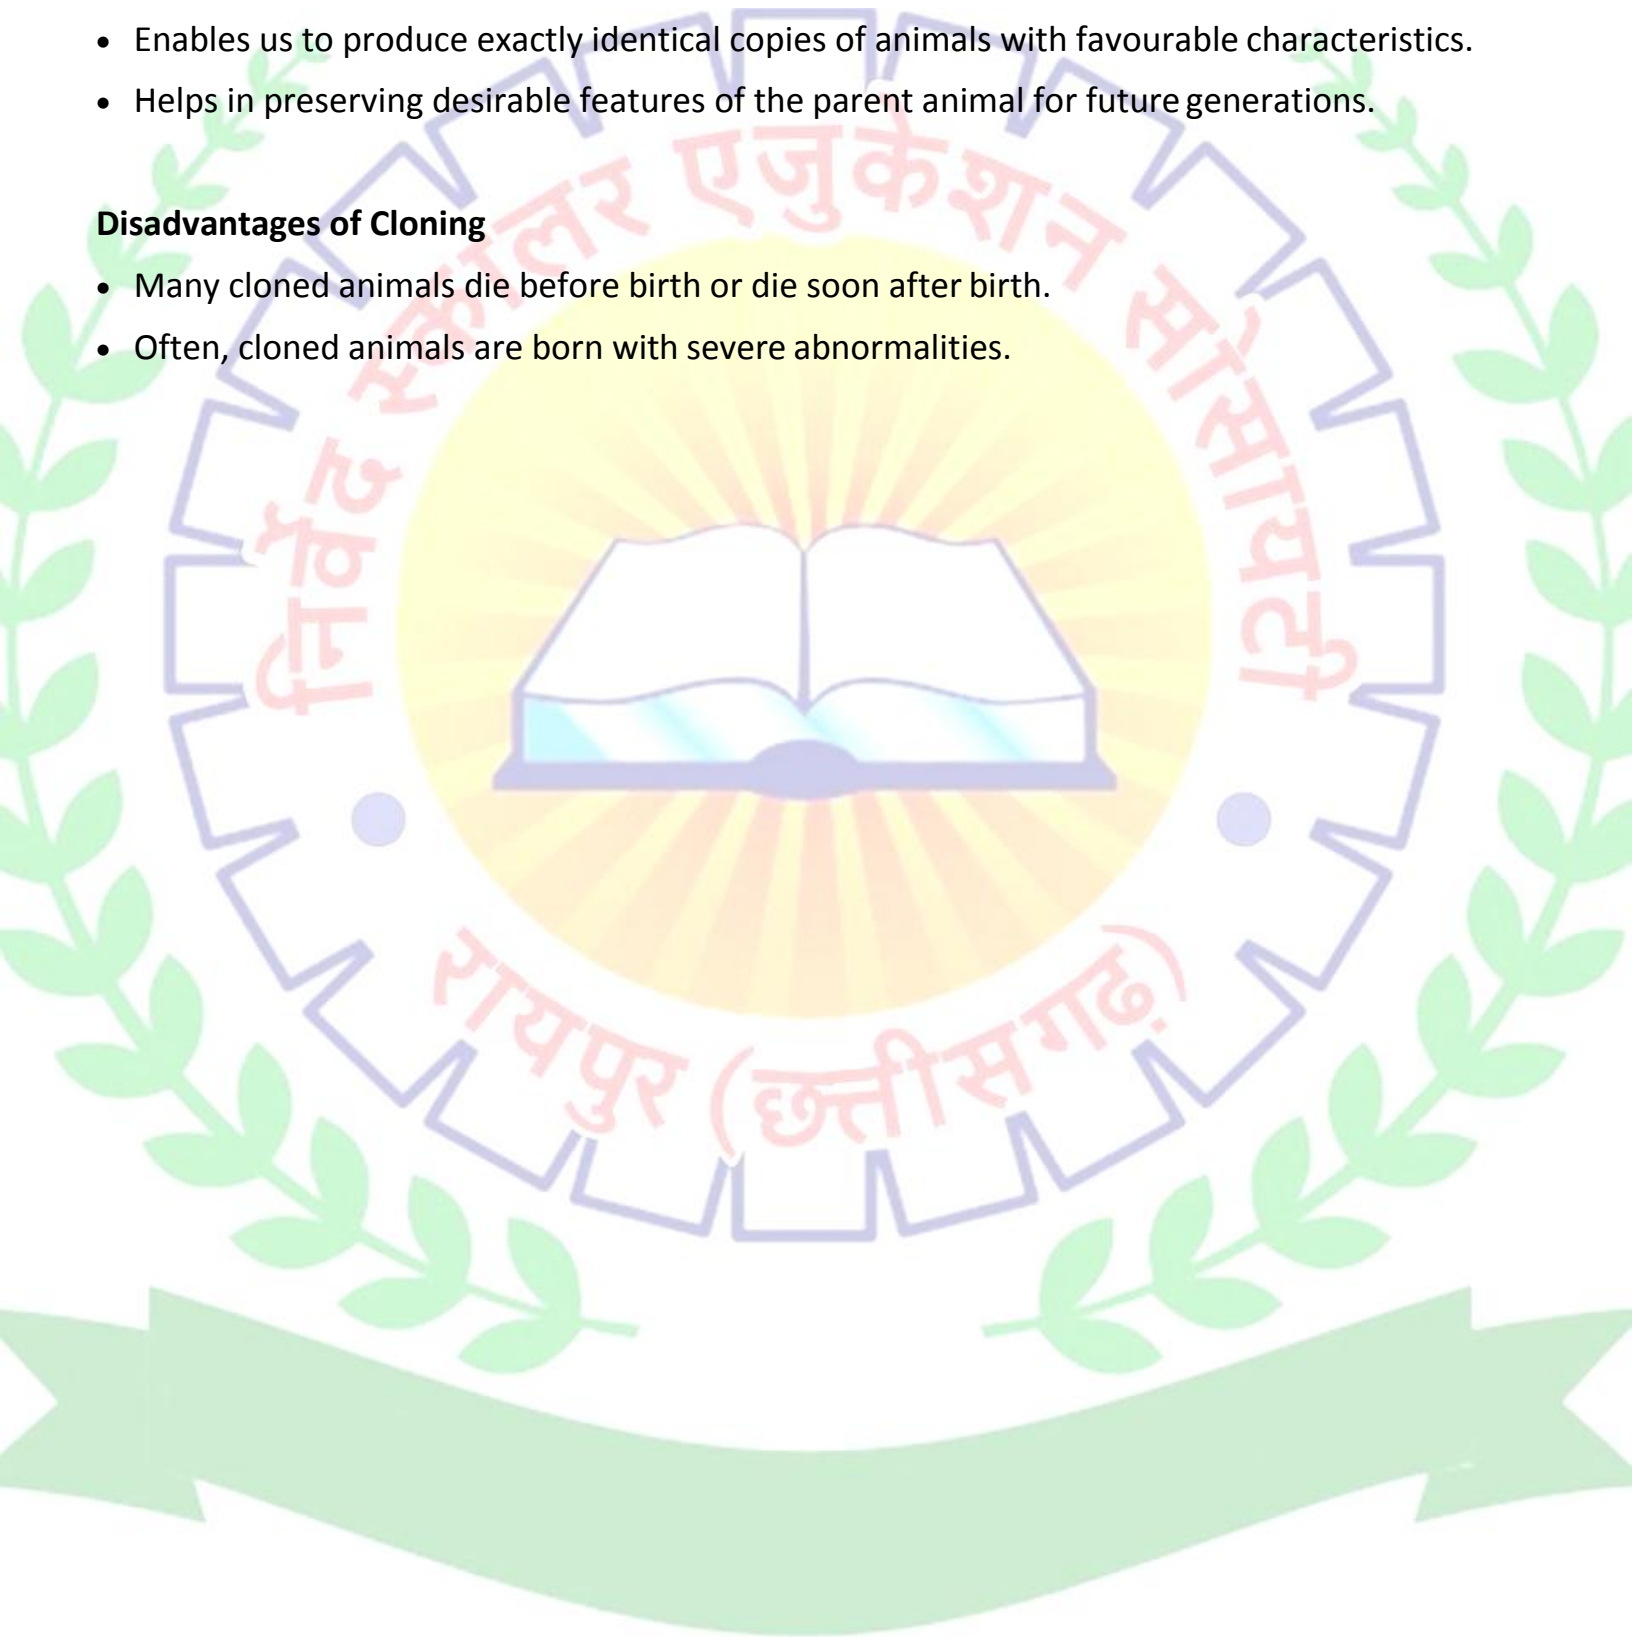 • Enables us to produce exactly identical copies of animals with favourable characteristics.
• Helps in preserving desirable features of the parent animal for future generations.
Disadvantages of Cloning
• Many cloned animals die before birth or die soon after birth.
• Often, cloned animals are born with severe abnormalities.
निर्वेद स्कालर एजुकेशन सोसायटी
रायपुर (छत्तीसगढ़)